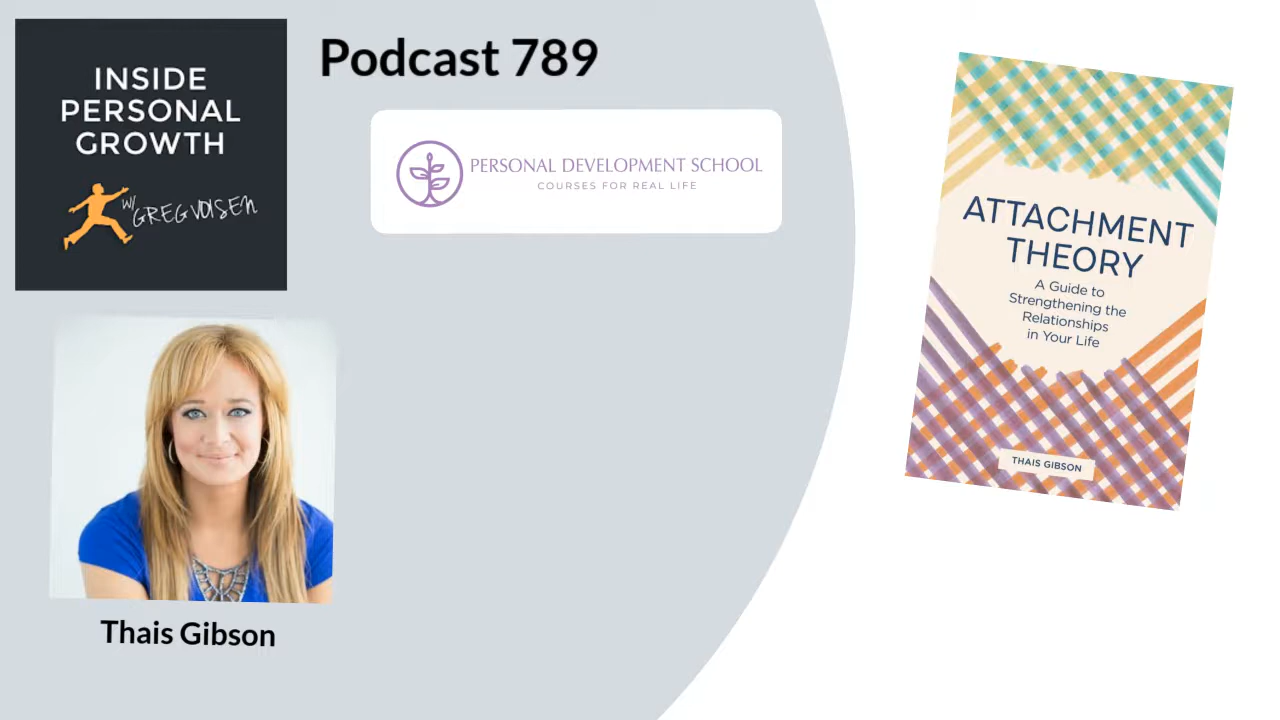 INSIDE
PERSONAL
GROWTH
W/ GREG VOISEN
Podcast 789
PERSONAL DEVELOPMENT SCHOOL
COURSES FOR REAL LIFE
Thais Gibson
ATTACHMENT
THEORY
A Guide to
Strengthening the
Relationships
in Your Life
THAIS GIBSON